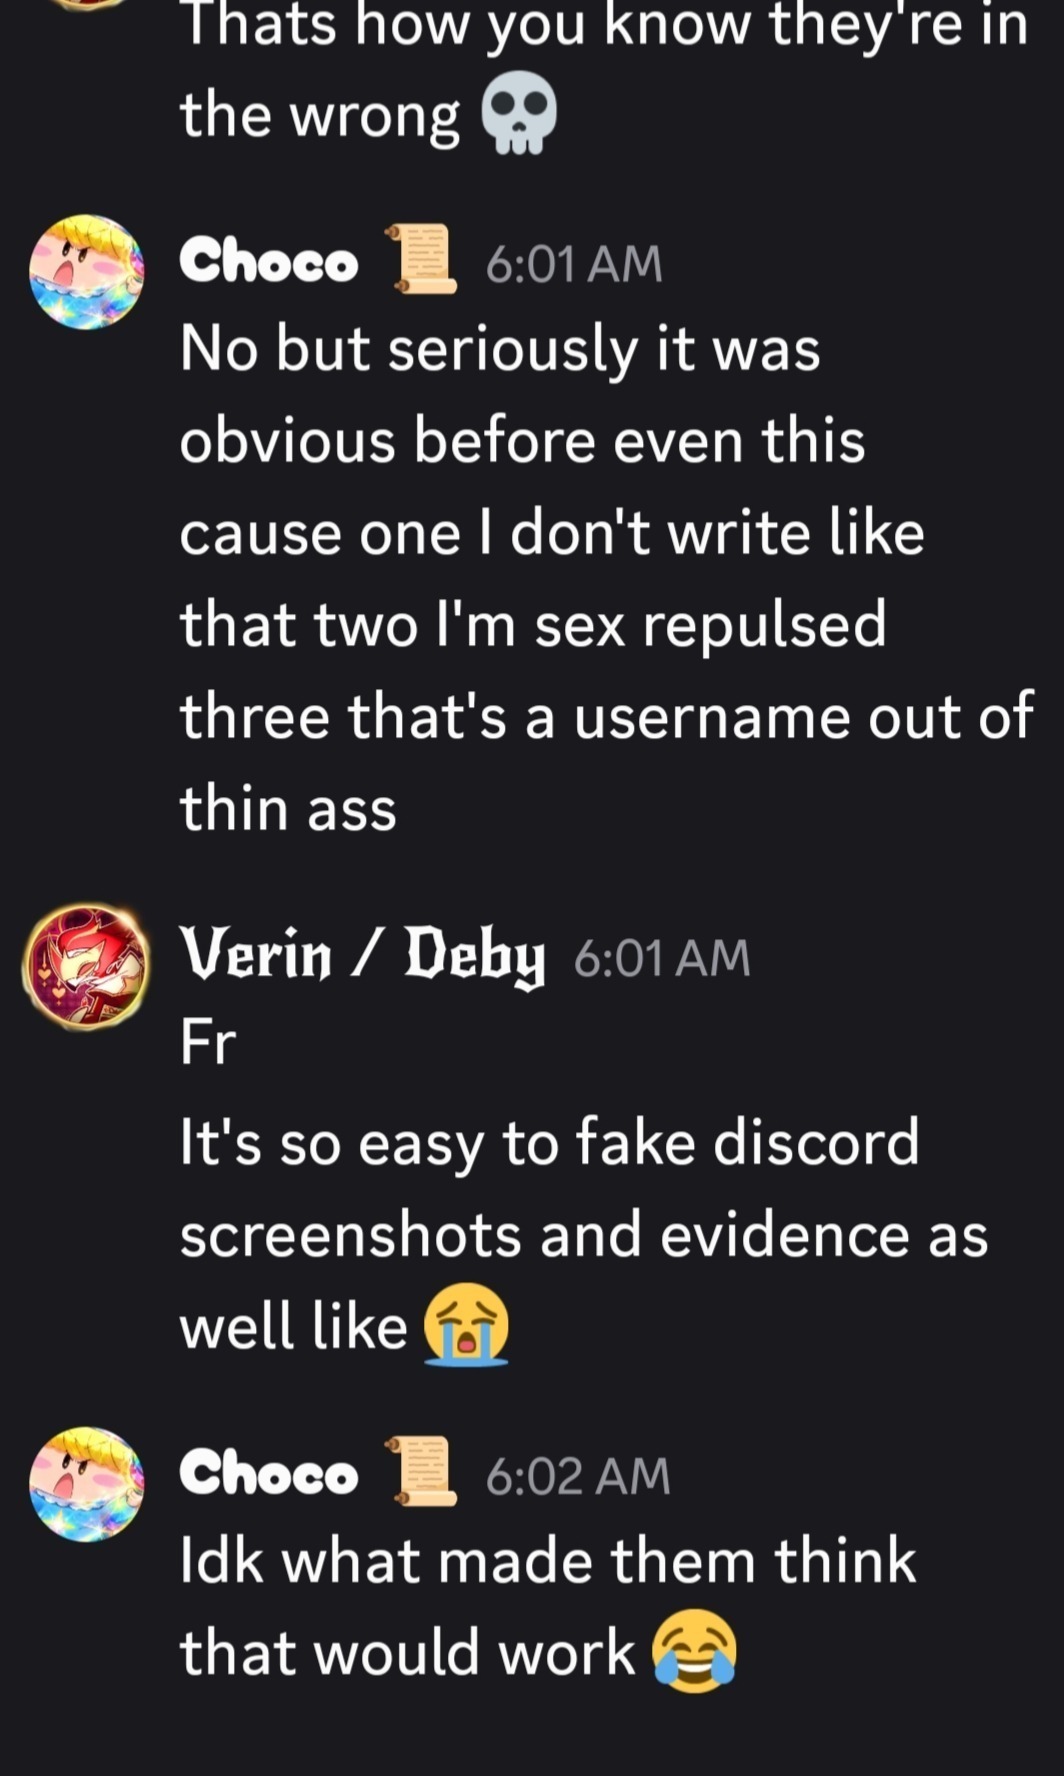 Thats how you know they're in
the wrong 💀
Choco 📜 6:01 AM
No but seriously it was
obvious before even this
cause one I don't write like
that two I'm sex repulsed
three that's a username out of
thin ass
Verin / Deby 6:01 AM
Fr
It's so easy to fake discord
screenshots and evidence as
well like 😭
Choco 📜 6:02 AM
Idk what made them think
that would work 😂